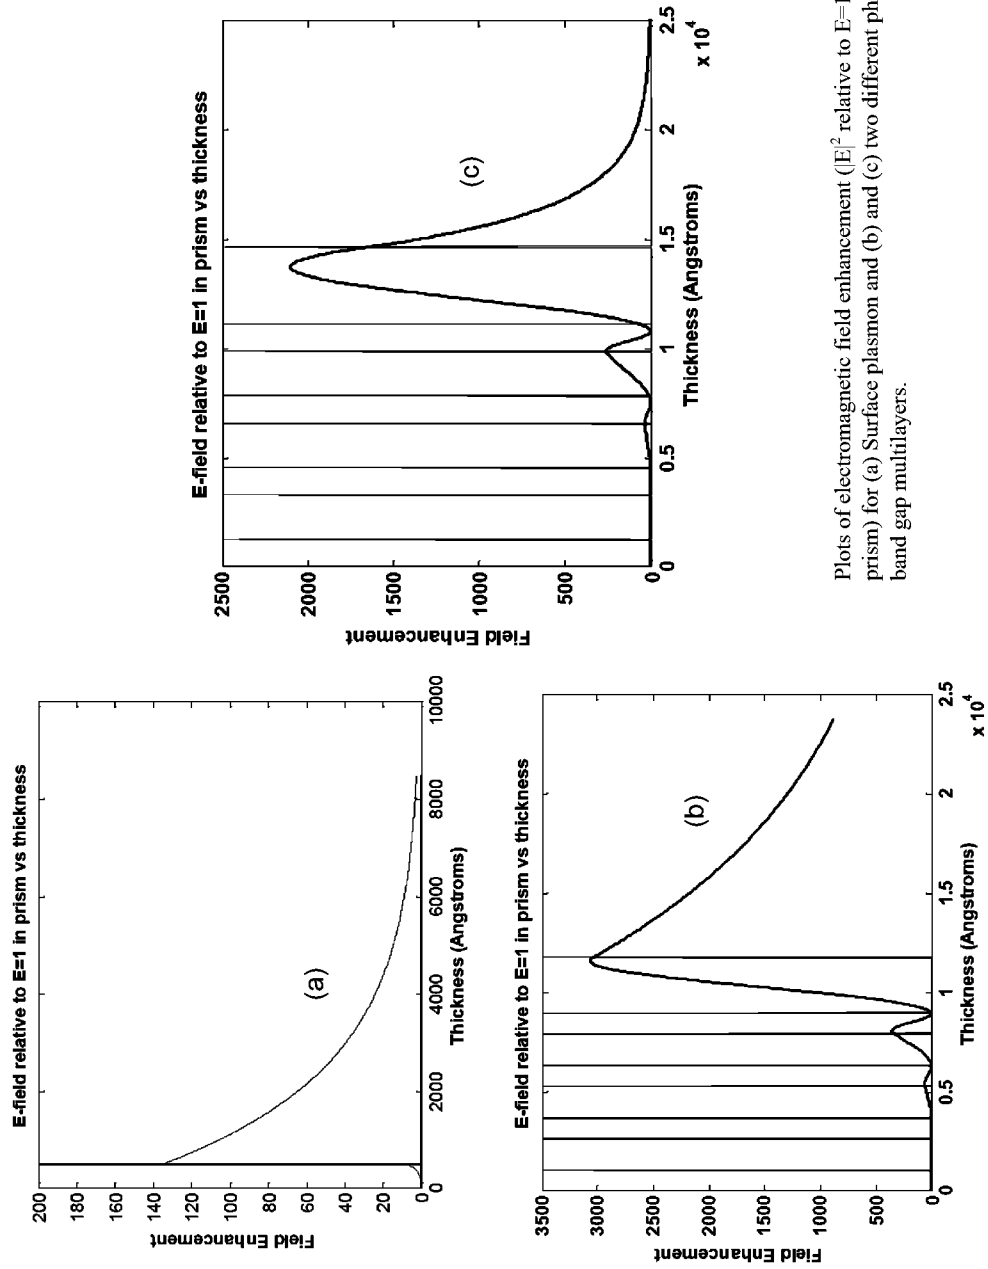 E-field relative to E=1 in prism vs thickness
200
180
160
140
120
100
80
60
40
20
0
Field Enhancement
(a)
0
2000
4000
6000
8000
10000
Thickness (Angstroms)
E-field relative to E=1 in prism vs thickness
3500
3000
2500
2000
1500
1000
500
0
Field Enhancement
(b)
0
0.5
1
1.5
2
2.5
x 10⁴
Thickness (Angstroms)
E-field relative to E=1 in prism vs thickness
2500
2000
1500
1000
500
0
Field Enhancement
(c)
0
0.5
1
1.5
2
2.5
x 10⁴
Thickness (Angstroms)
Plots of electromagnetic field enhancement (|E|² relative to E=1
prism) for (a) Surface plasmon and (b) and (c) two different ph
band gap multilayers.